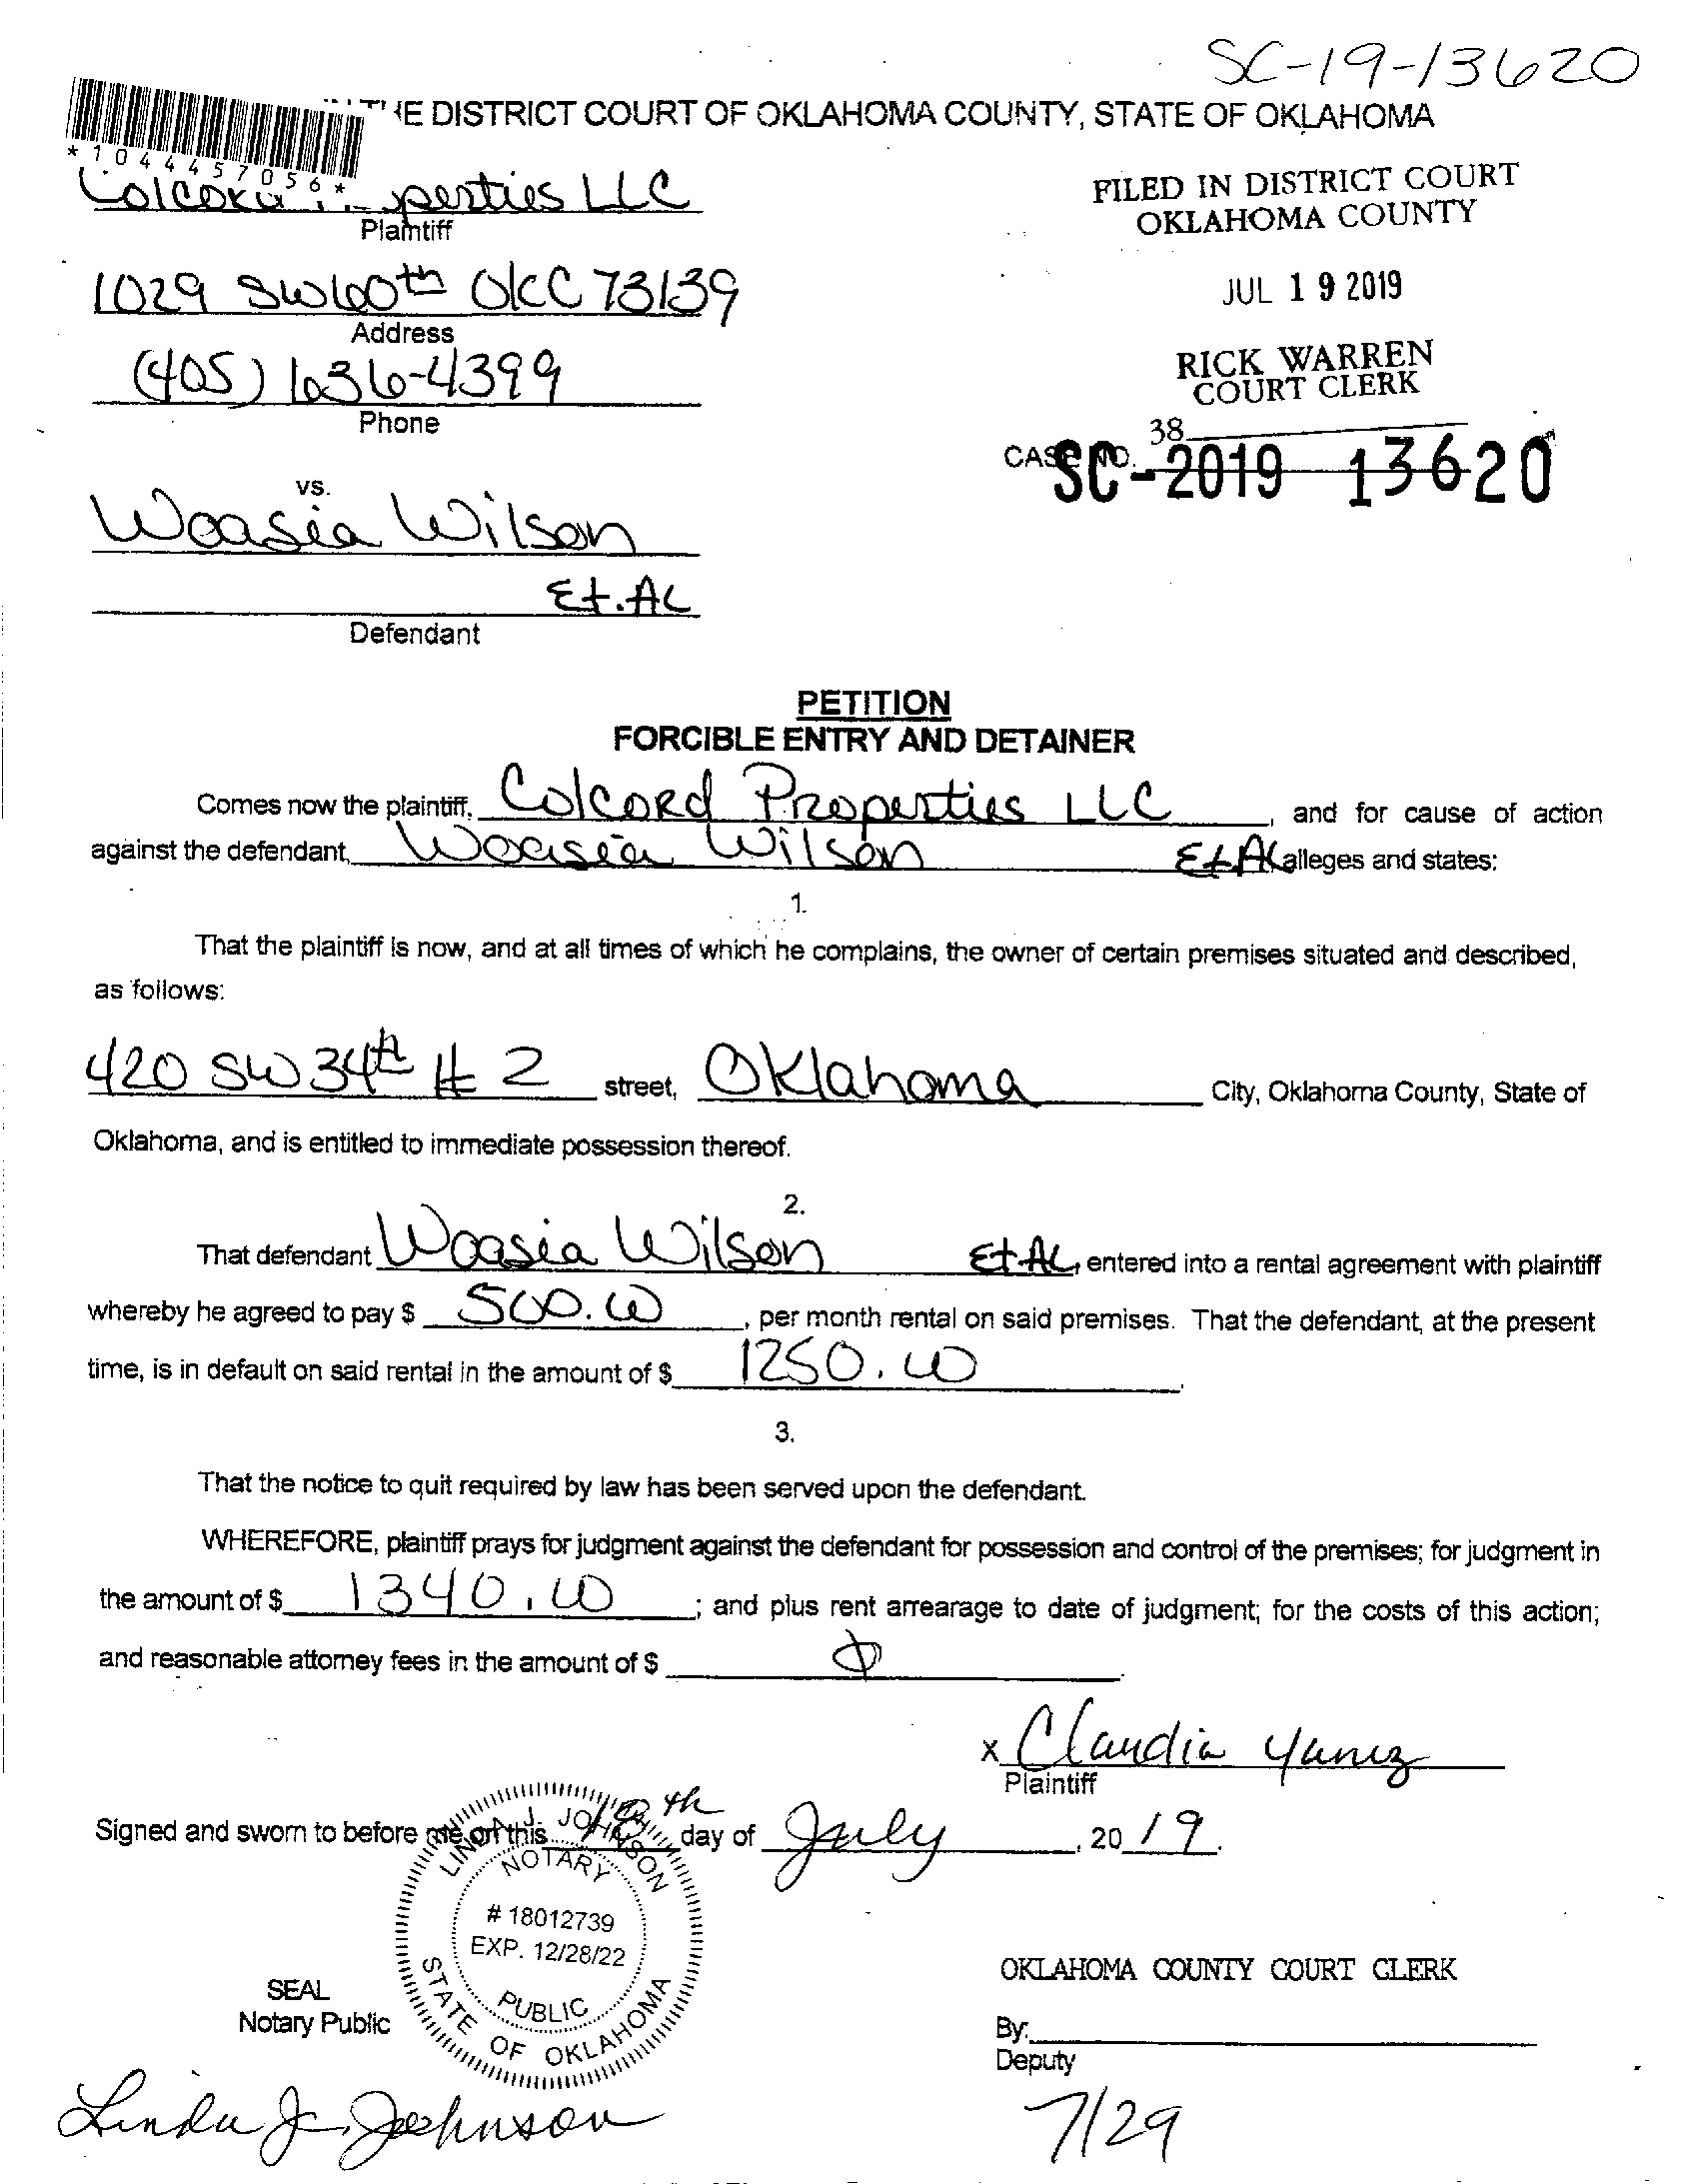 SC-19-13620
THE DISTRICT COURT OF OKLAHOMA COUNTY, STATE OF OKLAHOMA
*1044457056*
Colcord perties LLC
Plaintiff
FILED IN DISTRICT COURT
OKLAHOMA COUNTY
1029 SW 60th OKC 73139
Address
JUL 19 2019
(405) 636-4399
Phone
RICK WARREN
COURT CLERK
38
CASE NO.
SC-2019 13620
vs.
Woasia Wilson
Et.AL
Defendant
PETITION
FORCIBLE ENTRY AND DETAINER
Comes now the plaintiff, Colcord Properties LLC, and for cause of action
against the defendant, Woasia Wilson Et AL alleges and states:
1.
That the plaintiff is now, and at all times of which he complains, the owner of certain premises situated and described,
as follows:
420 SW 34th # 2 street, Oklahoma City, Oklahoma County, State of
Oklahoma, and is entitled to immediate possession thereof.
2.
That defendant Woasia Wilson Et AL, entered into a rental agreement with plaintiff
whereby he agreed to pay $ 500.00, per month rental on said premises. That the defendant, at the present
time, is in default on said rental in the amount of $ 1250.00.
3.
That the notice to quit required by law has been served upon the defendant.
WHEREFORE, plaintiff prays for judgment against the defendant for possession and control of the premises; for judgment in
the amount of $ 1340.00; and plus rent arrearage to date of judgment; for the costs of this action;
and reasonable attorney fees in the amount of $ Φ.
x Claudia Yanez
Plaintiff
Signed and sworn to before me on this 18th day of July, 2019.
LINDA J. JOHNSON
NOTARY
# 18012739
EXP. 12/28/22
PUBLIC
STATE OF OKLAHOMA
SEAL
Notary Public
OKLAHOMA COUNTY COURT CLERK
By:
Deputy
Linda J. Johnson
7/29